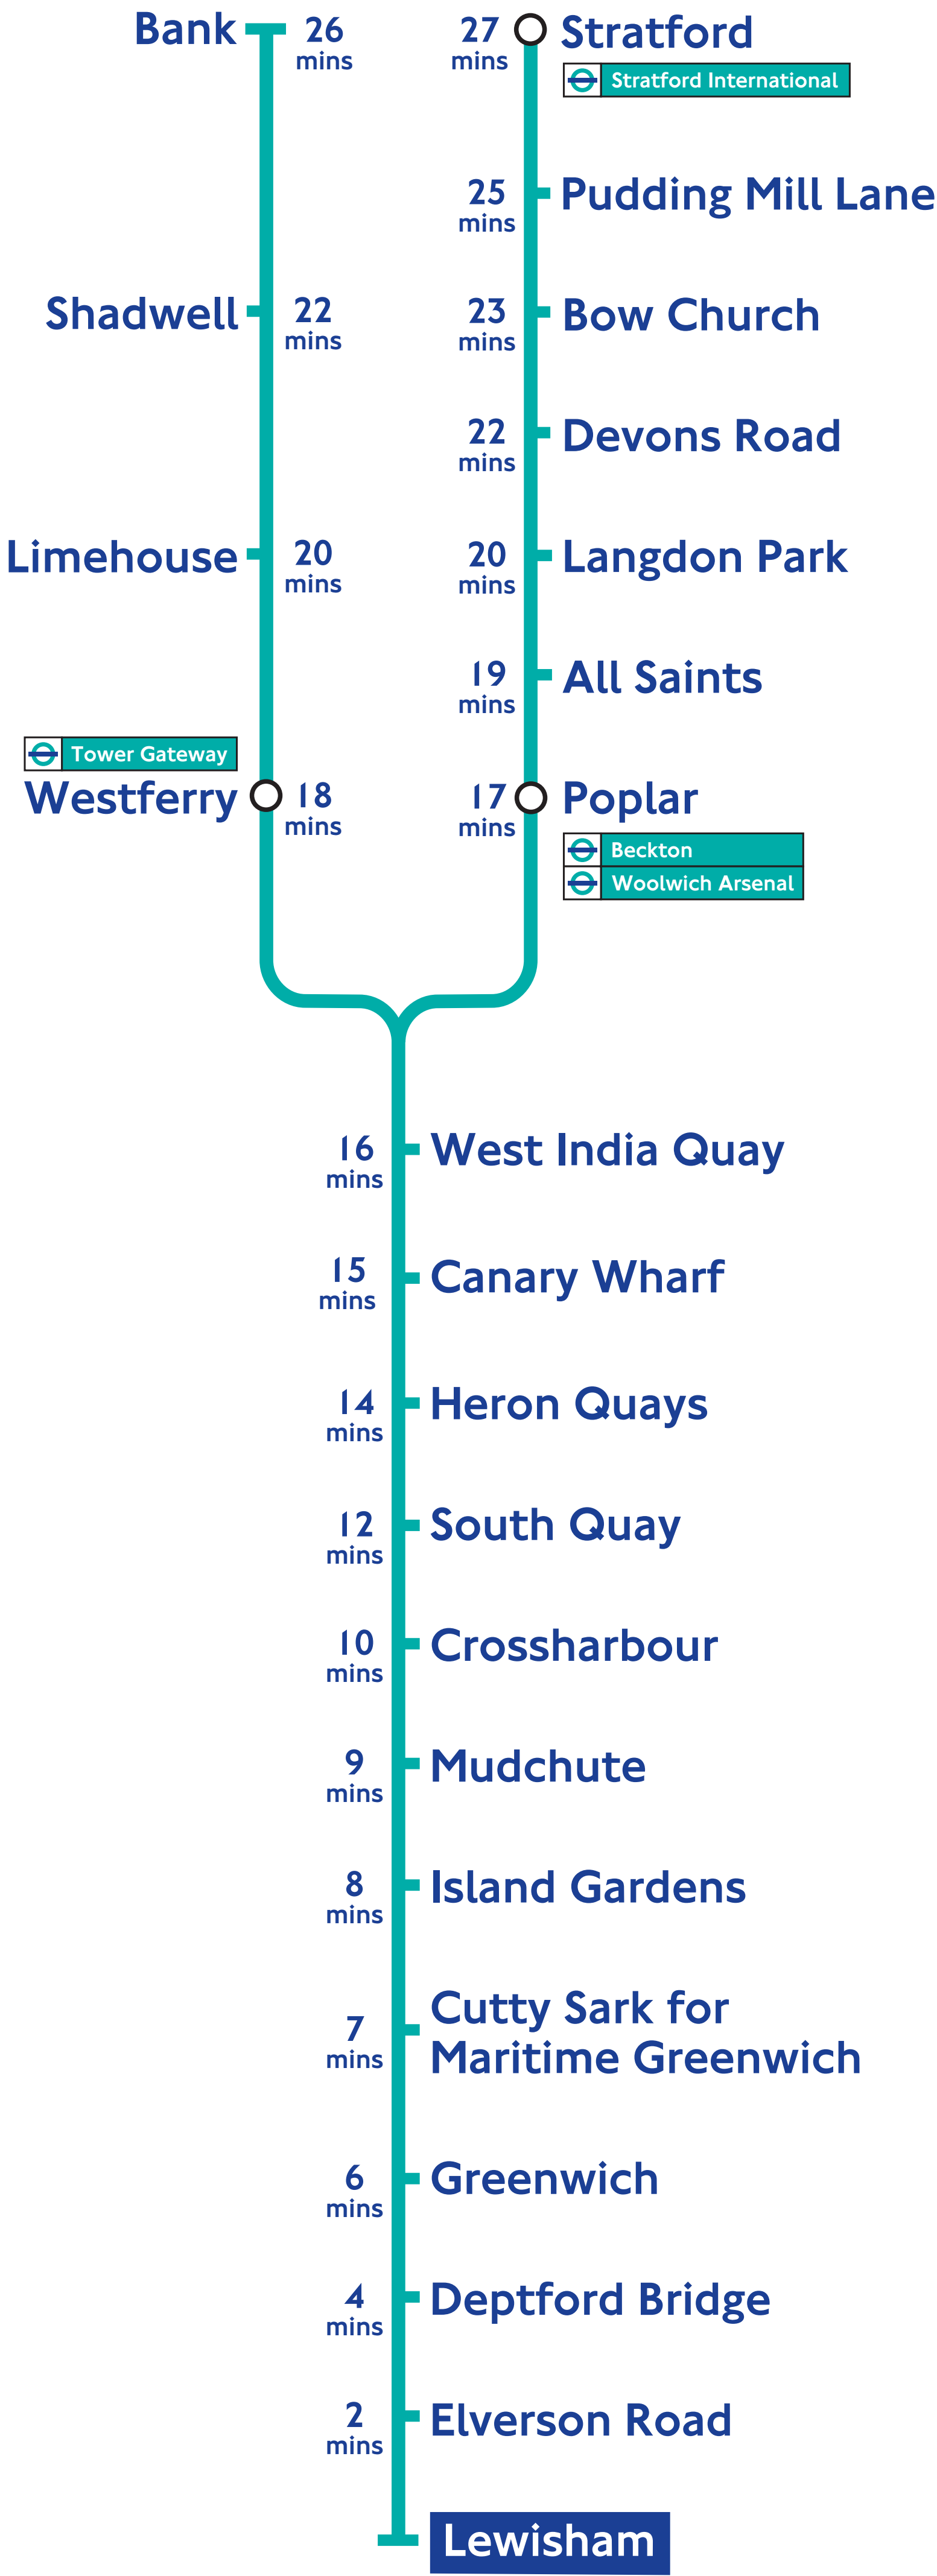 Bank
26
mins
27
mins
Stratford
Stratford International
25
mins
Pudding Mill Lane
Shadwell
22
mins
23
mins
Bow Church
22
mins
Devons Road
Limehouse
20
mins
20
mins
Langdon Park
19
mins
All Saints
Tower Gateway
Westferry
18
mins
17
mins
Poplar
Beckton
Woolwich Arsenal
16
mins
West India Quay
15
mins
Canary Wharf
14
mins
Heron Quays
12
mins
South Quay
10
mins
Crossharbour
9
mins
Mudchute
8
mins
Island Gardens
7
mins
Cutty Sark for
Maritime Greenwich
6
mins
Greenwich
4
mins
Deptford Bridge
2
mins
Elverson Road
Lewisham